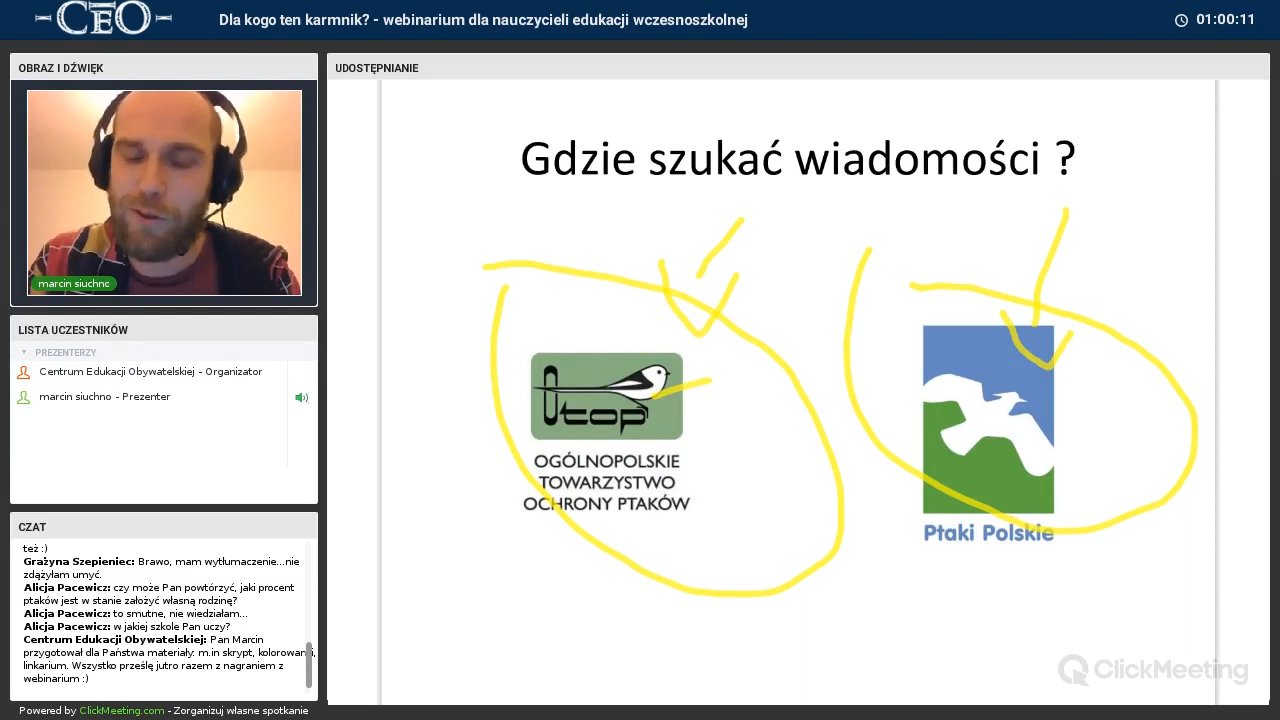 CEO
Dla kogo ten karmnik? - webinarium dla nauczycieli edukacji wczesnoszkolnej
01:00:11
OBRAZ I DŹWIĘK
marcin siuchno
LISTA UCZESTNIKÓW
PREZENTERZY
Centrum Edukacji Obywatelskiej - Organizator
marcin siuchno - Prezenter
CZAT
też :)
Grażyna Szepieniec: Brawo, mam wytłumaczenie...nie
zdążyłam umyć.
Alicja Pacewicz: czy może Pan powtórzyć, jaki procent
ptaków jest w stanie założyć własną rodzinę?
Alicja Pacewicz: to smutne, nie wiedziałam...
Alicja Pacewicz: w jakiej szkole Pan uczy?
Centrum Edukacji Obywatelskiej: Pan Marcin
przygotował dla Państwa materiały: m.in skrypt, kolorowanki,
linkarium. Wszystko prześlę jutro razem z nagraniem z
webinarium :)
Powered by ClickMeeting.com - Zorganizuj własne spotkanie
UDOSTĘPNIANIE
Gdzie szukać wiadomości ?
otop
OGÓLNOPOLSKIE
TOWARZYSTWO
OCHRONY PTAKÓW
Ptaki Polskie
ClickMeeting